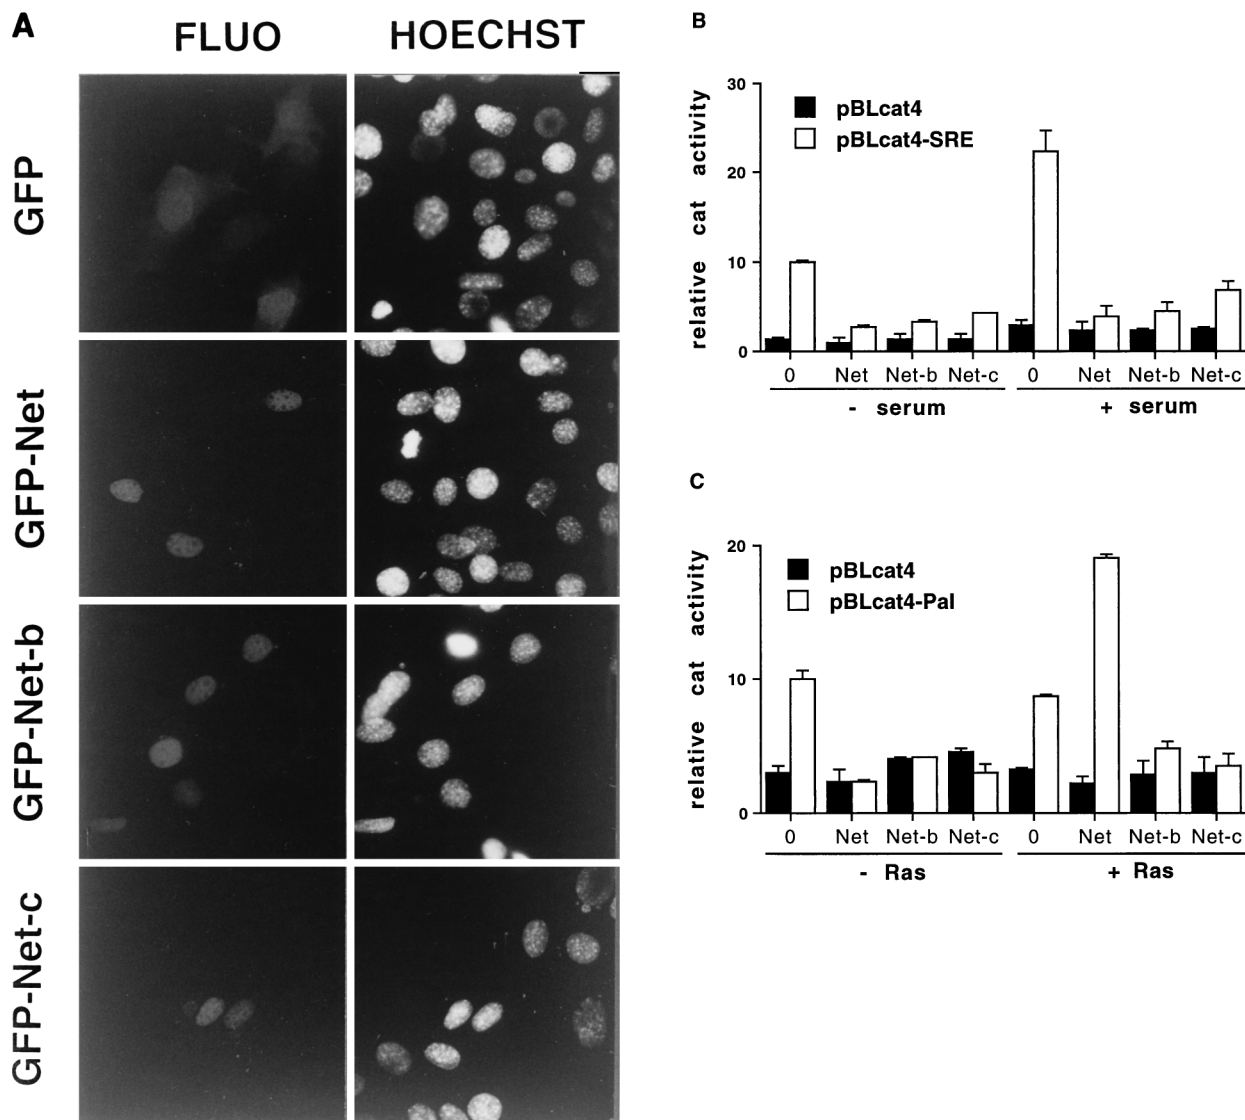 A
FLUO HOECHST
GFP
GFP-Net
GFP-Net-b
GFP-Net-c
B
relative cat activity
30
20
10
0
pBLcat4
pBLcat4-SRE
0 Net Net-b Net-c 0 Net Net-b Net-c
- serum + serum
C
relative cat activity
20
10
0
pBLcat4
pBLcat4-Pal
0 Net Net-b Net-c 0 Net Net-b Net-c
- Ras + Ras